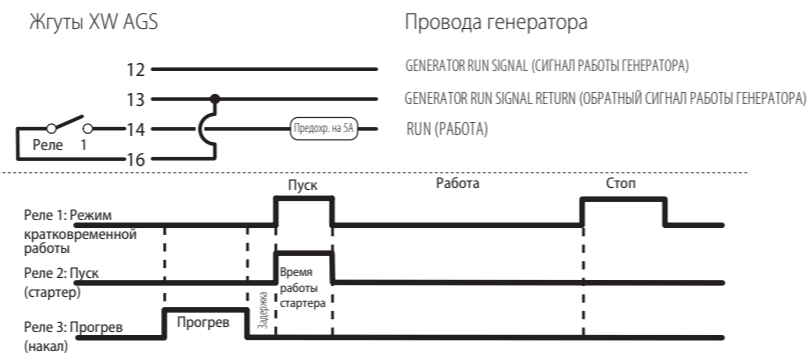 Жгуты XW AGS
Провода генератора
12
GENERATOR RUN SIGNAL (СИГНАЛ РАБОТЫ ГЕНЕРАТОРА)
13
GENERATOR RUN SIGNAL RETURN (ОБРАТНЫЙ СИГНАЛ РАБОТЫ ГЕНЕРАТОРА)
14
Предохр. на 5А
RUN (РАБОТА)
Реле 1
16
Пуск
Работа
Стоп
Реле 1: Режим
кратковременной
работы
Реле 2: Пуск
(стартер)
Время
работы
стартера
Задержка
Реле 3: Прогрев
(накал)
Прогрев